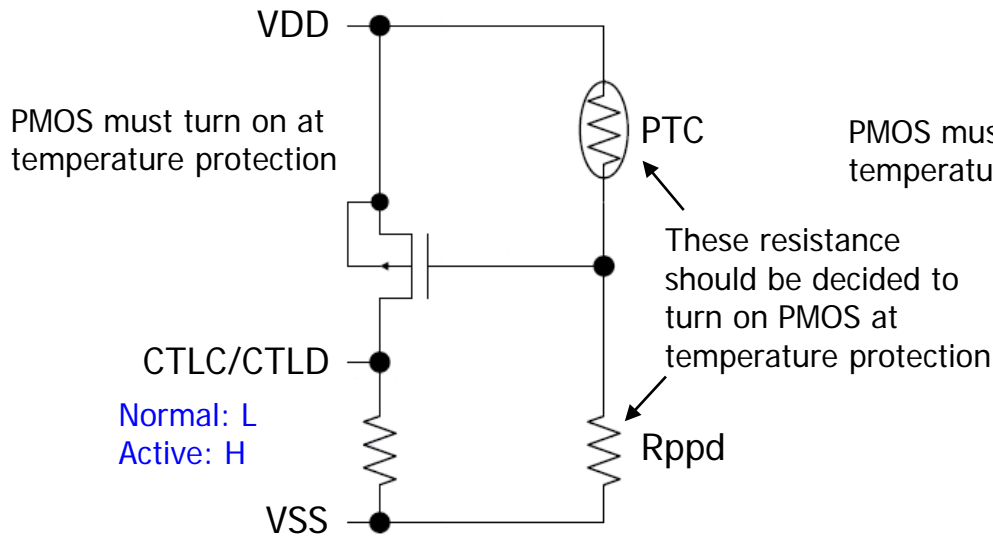 VDD
PMOS must turn on at
temperature protection
PTC
PMOS mus
temperatu
These resistance
should be decided to
turn on PMOS at
temperature protection
CTLC/CTLD
Normal: L
Active: H
Rppd
VSS